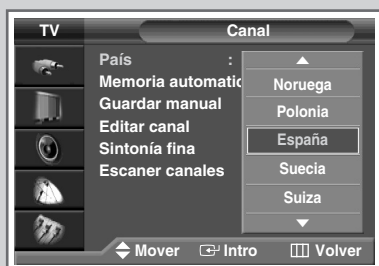 TV
Canal
País :
Memoria automatic
Guardar manual
Editar canal
Sintonía fina
Escaner canales
Noruega
Polonia
España
Suecia
Suiza
Mover Intro Volver